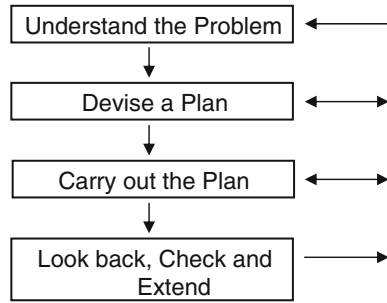 Understand the Problem
Devise a Plan
Carry out the Plan
Look back, Check and
Extend